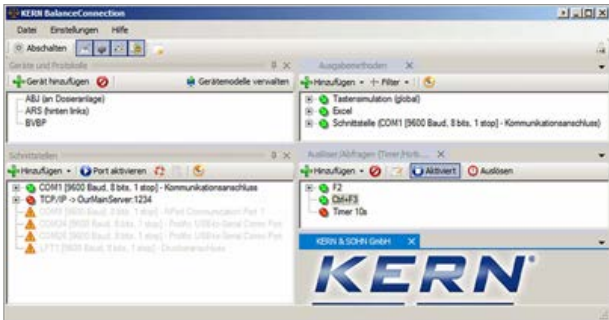 KERN BalanceConnection
Datei Einstellungen Hilfe
Abschalten
Geräte und Protokolle
Gerät hinzufügen
Gerätemodelle verwalten
ABJ (an Dosieranlage)
ARS (hinten links)
BVBP
Schnittstellen
Hinzufügen
Port aktivieren
COM1 [9600 Baud, 8 bits, 1 stop] - Kommunikationsanschluss
TCP/IP -> OurMainServer:1234
Ausgabemethoden
Hinzufügen
Filter
Tastensimulation (global)
Excel
Schnittstelle (COM1 [9600 Baud, 8 bits, 1 stop] - Kommunikationsanschluss)
Auslöser/Abfragen (Timer/
Hinzufügen
Aktiviert
Auslösen
F2
Ctrl+F3
Timer 10s
KERN & SOHN GmbH
KERN